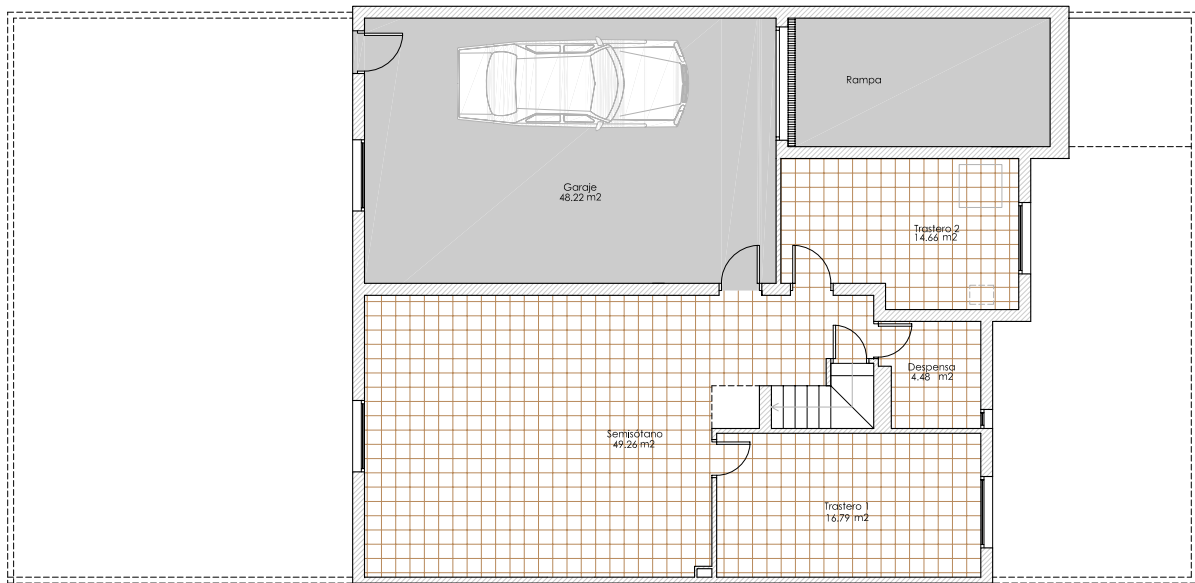 Rampa
Garaje
48.22 m2
Trastero 2
14.66 m2
Despensa
4.48 m2
Semisótano
49.26 m2
Trastero 1
16.79 m2